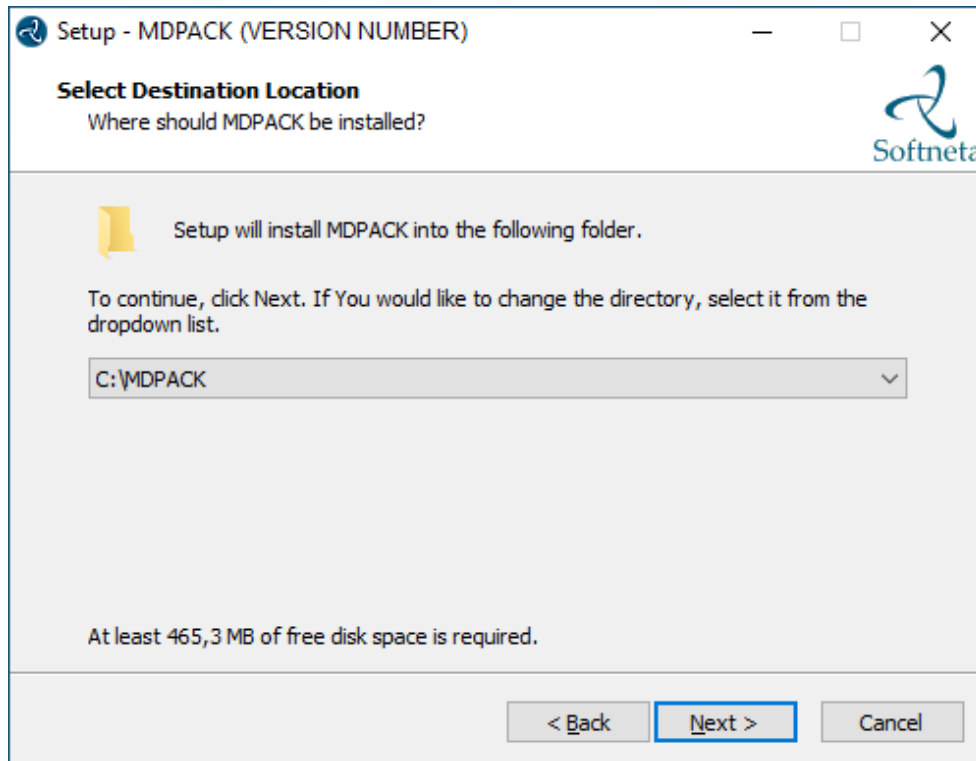 Setup - MDPACK (VERSION NUMBER)
Select Destination Location
Where should MDPACK be installed?
Softneta
Setup will install MDPACK into the following folder.
To continue, click Next. If You would like to change the directory, select it from the
dropdown list.
C:\MDPACK
At least 465,3 MB of free disk space is required.
< Back
Next >
Cancel